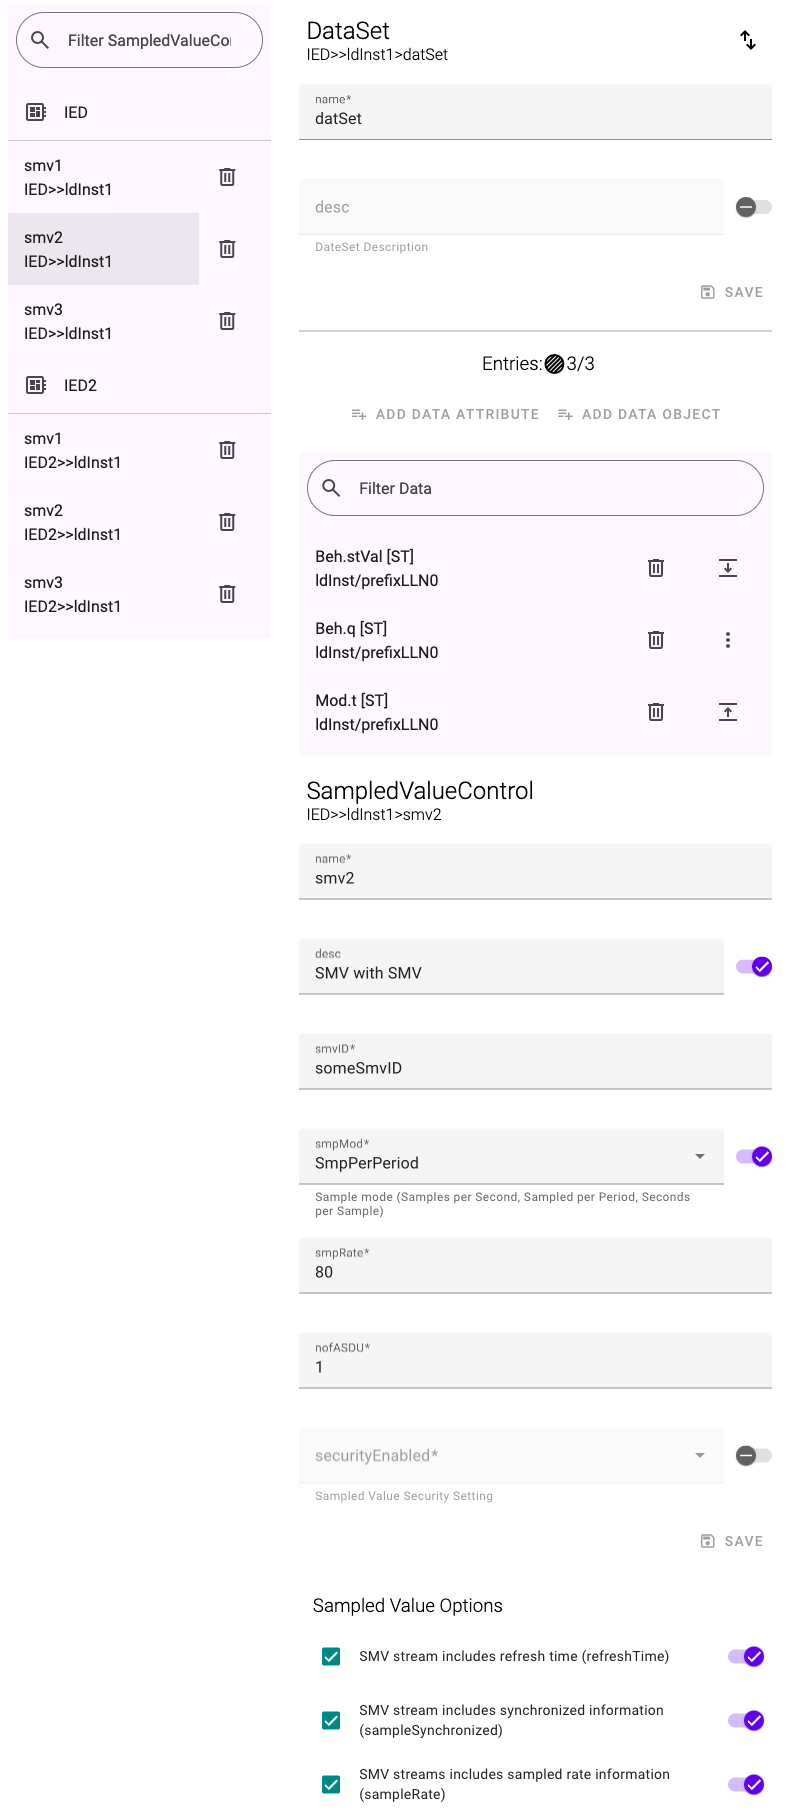 Filter SampledValueCo
IED
smv1
IED>>ldInst1
smv2
IED>>ldInst1
smv3
IED>>ldInst1
IED2
smv1
IED2>>ldInst1
smv2
IED2>>ldInst1
smv3
IED2>>ldInst1
DataSet
IED>>ldInst1>datSet
name*
datSet
desc
DateSet Description
SAVE
Entries: 3/3
ADD DATA ATTRIBUTE ADD DATA OBJECT
Filter Data
Beh.stVal [ST]
ldInst/prefixLLN0
Beh.q [ST]
ldInst/prefixLLN0
Mod.t [ST]
ldInst/prefixLLN0
SampledValueControl
IED>>ldInst1>smv2
name*
smv2
desc
SMV with SMV
smvID*
someSmvID
smpMod*
SmpPerPeriod
Sample mode (Samples per Second, Sampled per Period, Seconds
per Sample)
smpRate*
80
nofASDU*
1
securityEnabled*
Sampled Value Security Setting
SAVE
Sampled Value Options
SMV stream includes refresh time (refreshTime)
SMV stream includes synchronized information
(sampleSynchronized)
SMV streams includes sampled rate information
(sampleRate)